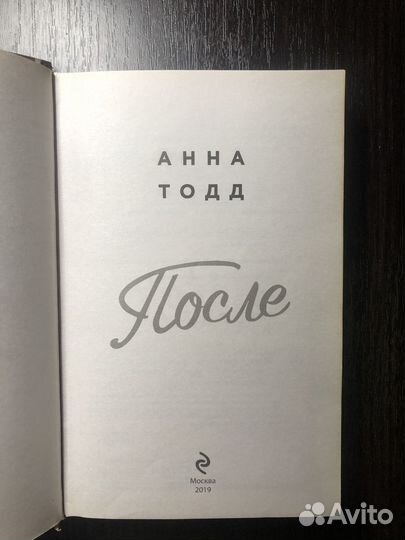 АННА
ТОДД
После
Москва
2019
Avito